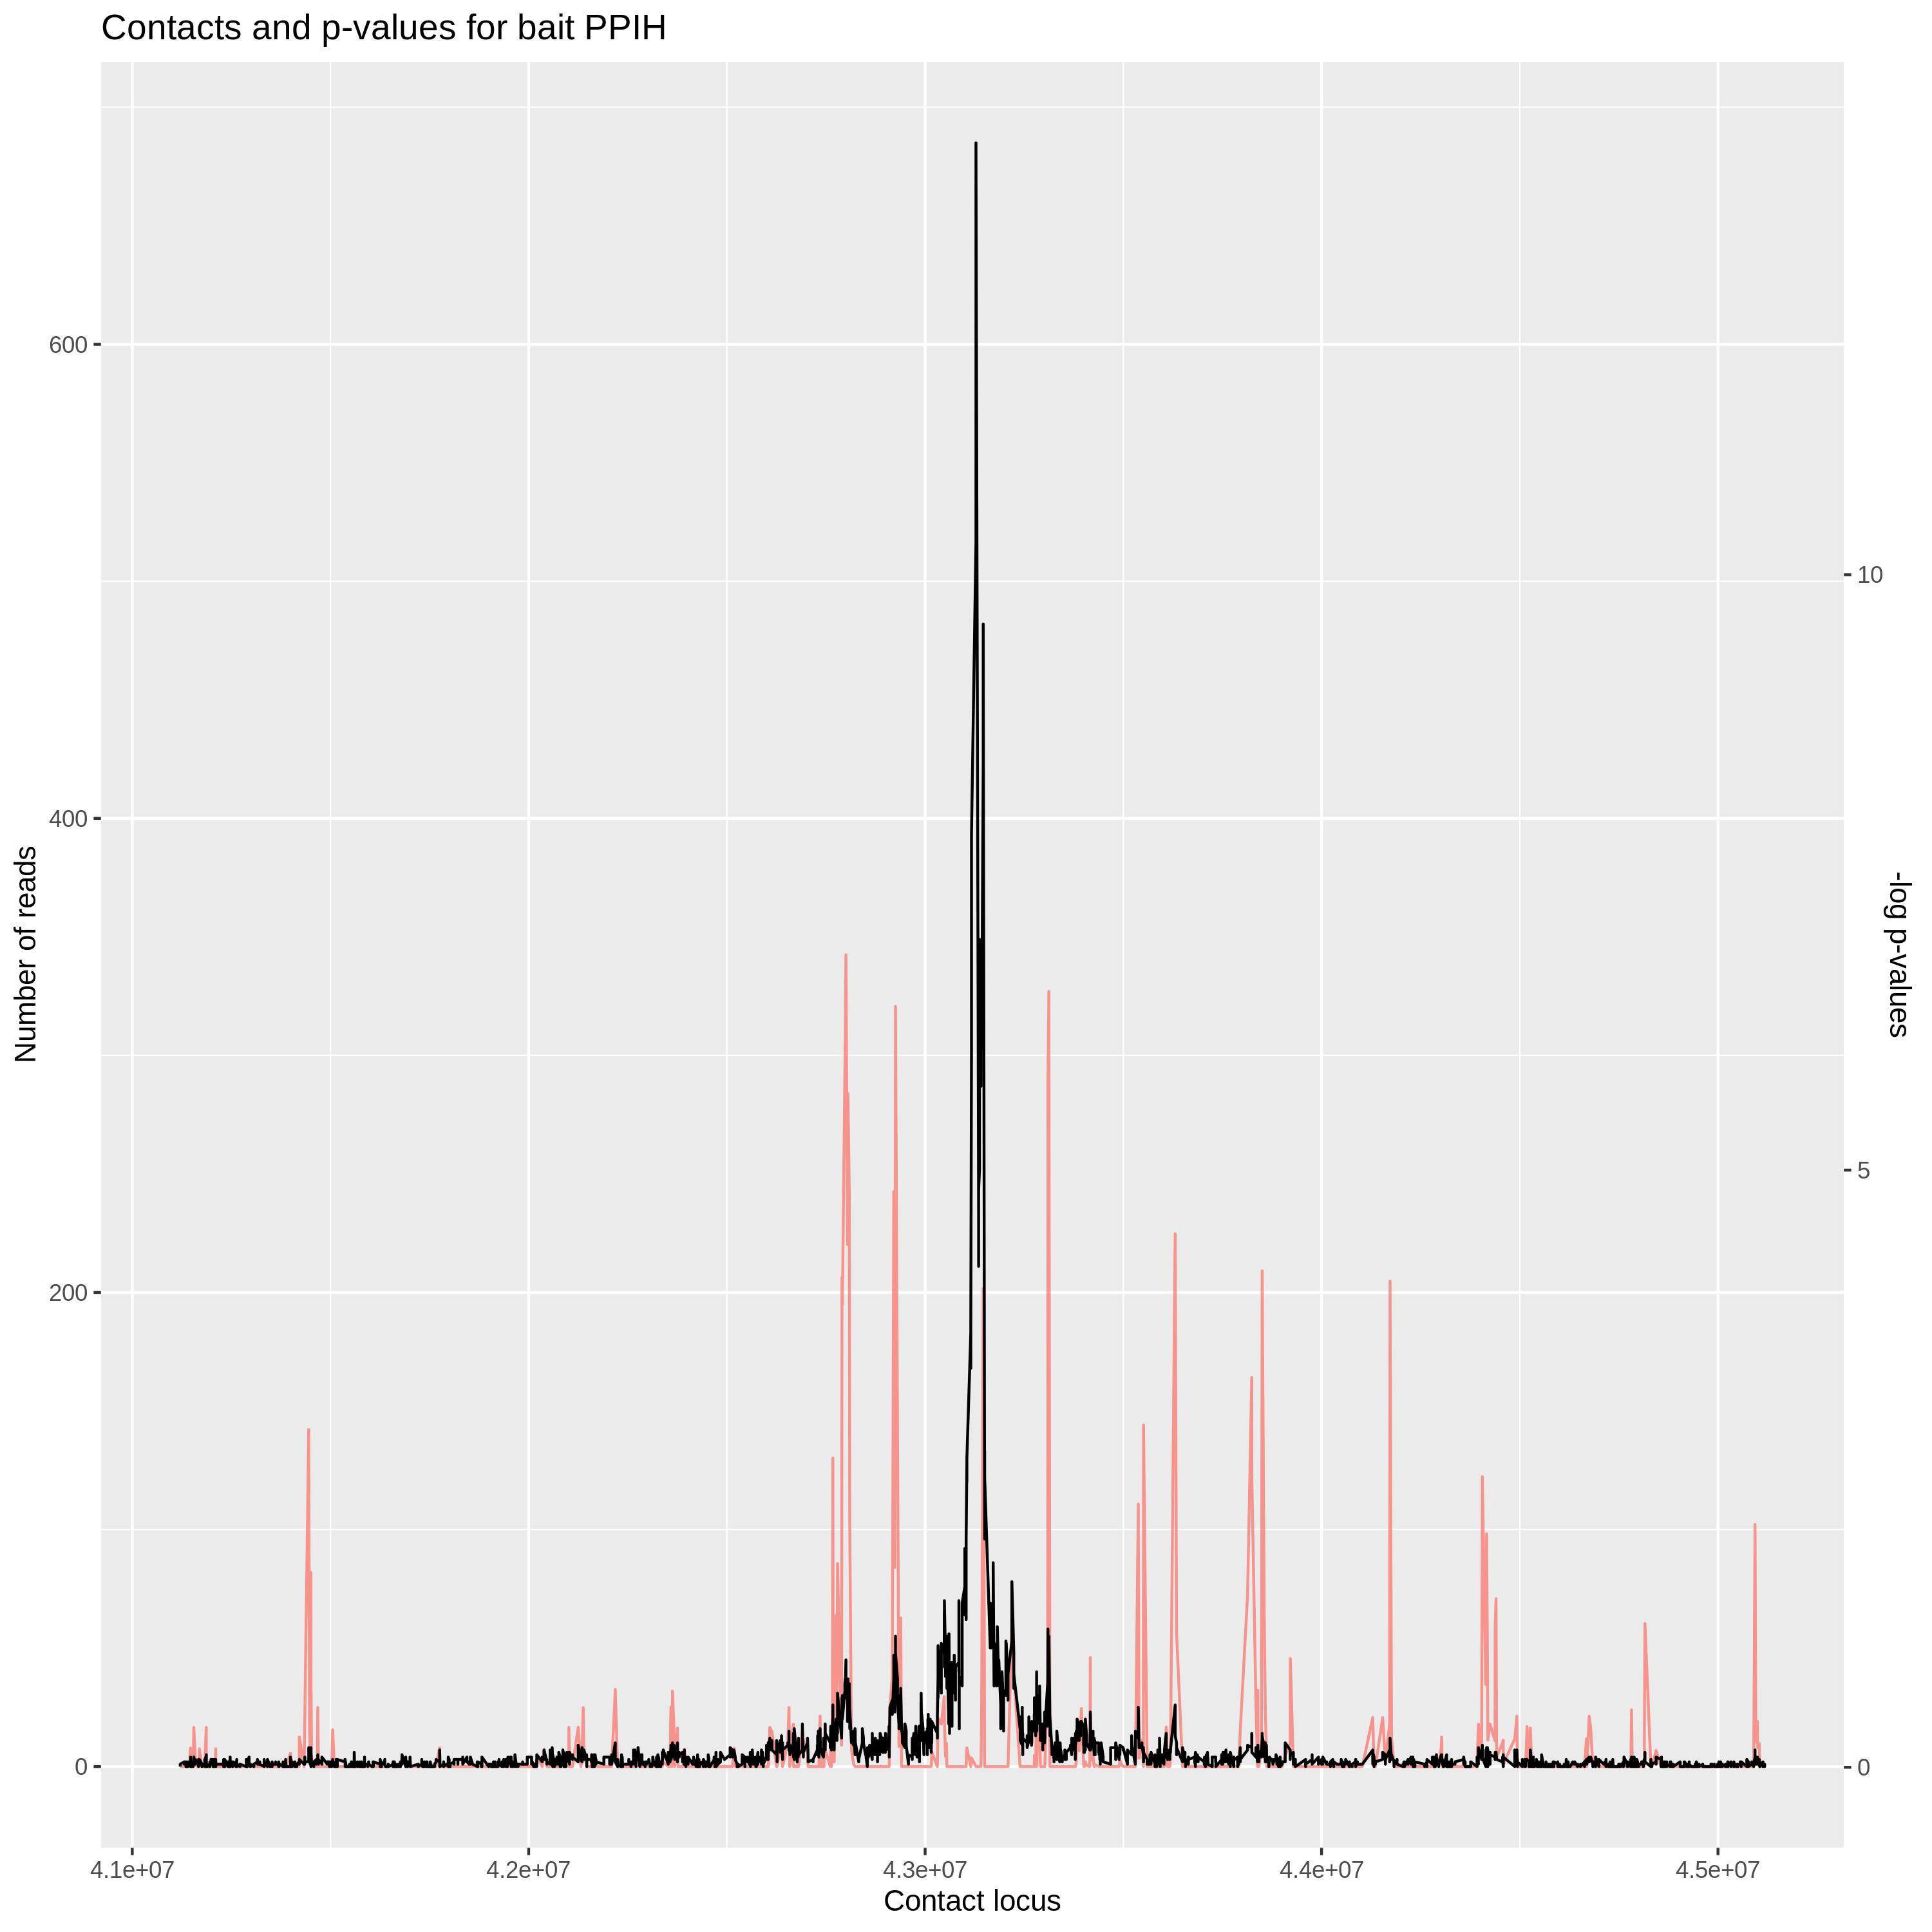 Contacts and p-values for bait PPIH
600
400
200
0
Number of reads
10
5
0
-log p-values
4.1e+07
4.2e+07
4.3e+07
4.4e+07
4.5e+07
Contact locus